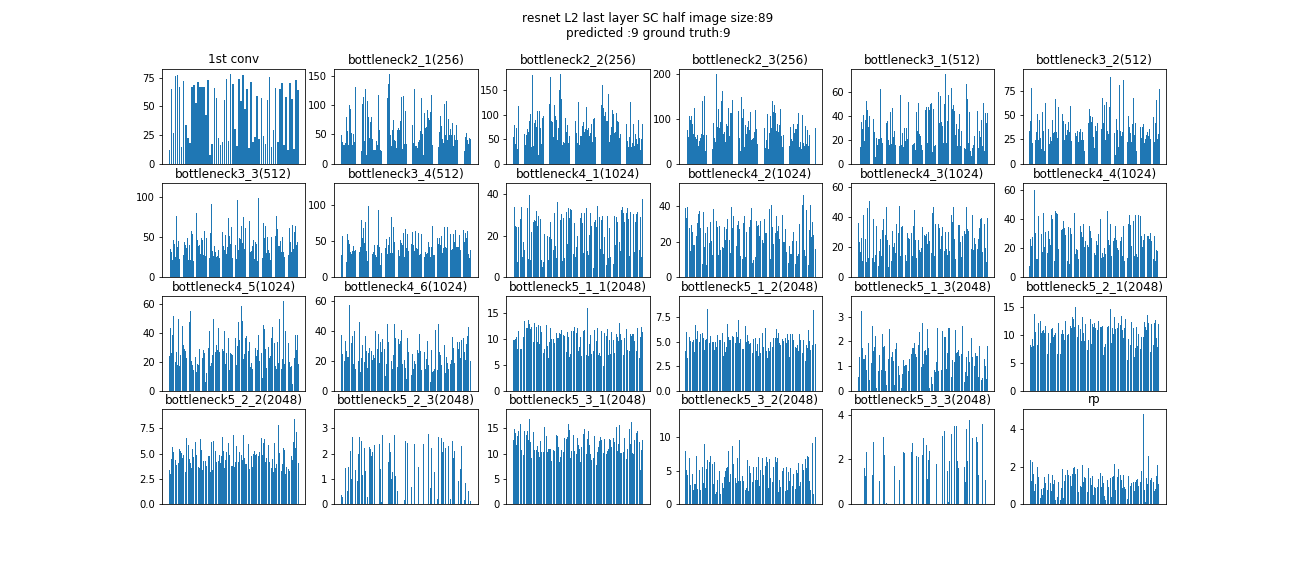 resnet L2 last layer SC half image size:89
predicted :9 ground truth:9
1st conv bottleneck2_1(256) bottleneck2_2(256) bottleneck2_3(256) bottleneck3_1(512) bottleneck3_2(512)
75 50 25 0
150 100 50 0
150 125 100 75 50 25 0
200 100 0
60 40 20 0
75 50 25 0
bottleneck3_3(512) bottleneck3_4(512) bottleneck4_1(1024) bottleneck4_2(1024) bottleneck4_3(1024) bottleneck4_4(1024)
100 50 0
100 50 0
40 20 0
40 20 0
60 40 20 0
60 40 20 0
bottleneck4_5(1024) bottleneck4_6(1024) bottleneck5_1_1(2048) bottleneck5_1_2(2048) bottleneck5_1_3(2048) bottleneck5_2_1(2048)
60 40 20 0
60 40 20 0
15 10 5 0
7.5 5.0 2.5 0.0
3 2 1 0
15 10 5 0
bottleneck5_2_2(2048) bottleneck5_2_3(2048) bottleneck5_3_1(2048) bottleneck5_3_2(2048) bottleneck5_3_3(2048) rp
7.5 5.0 2.5 0.0
3 2 1 0
15 10 5 0
10 5 0
4 2 0
4 2 0